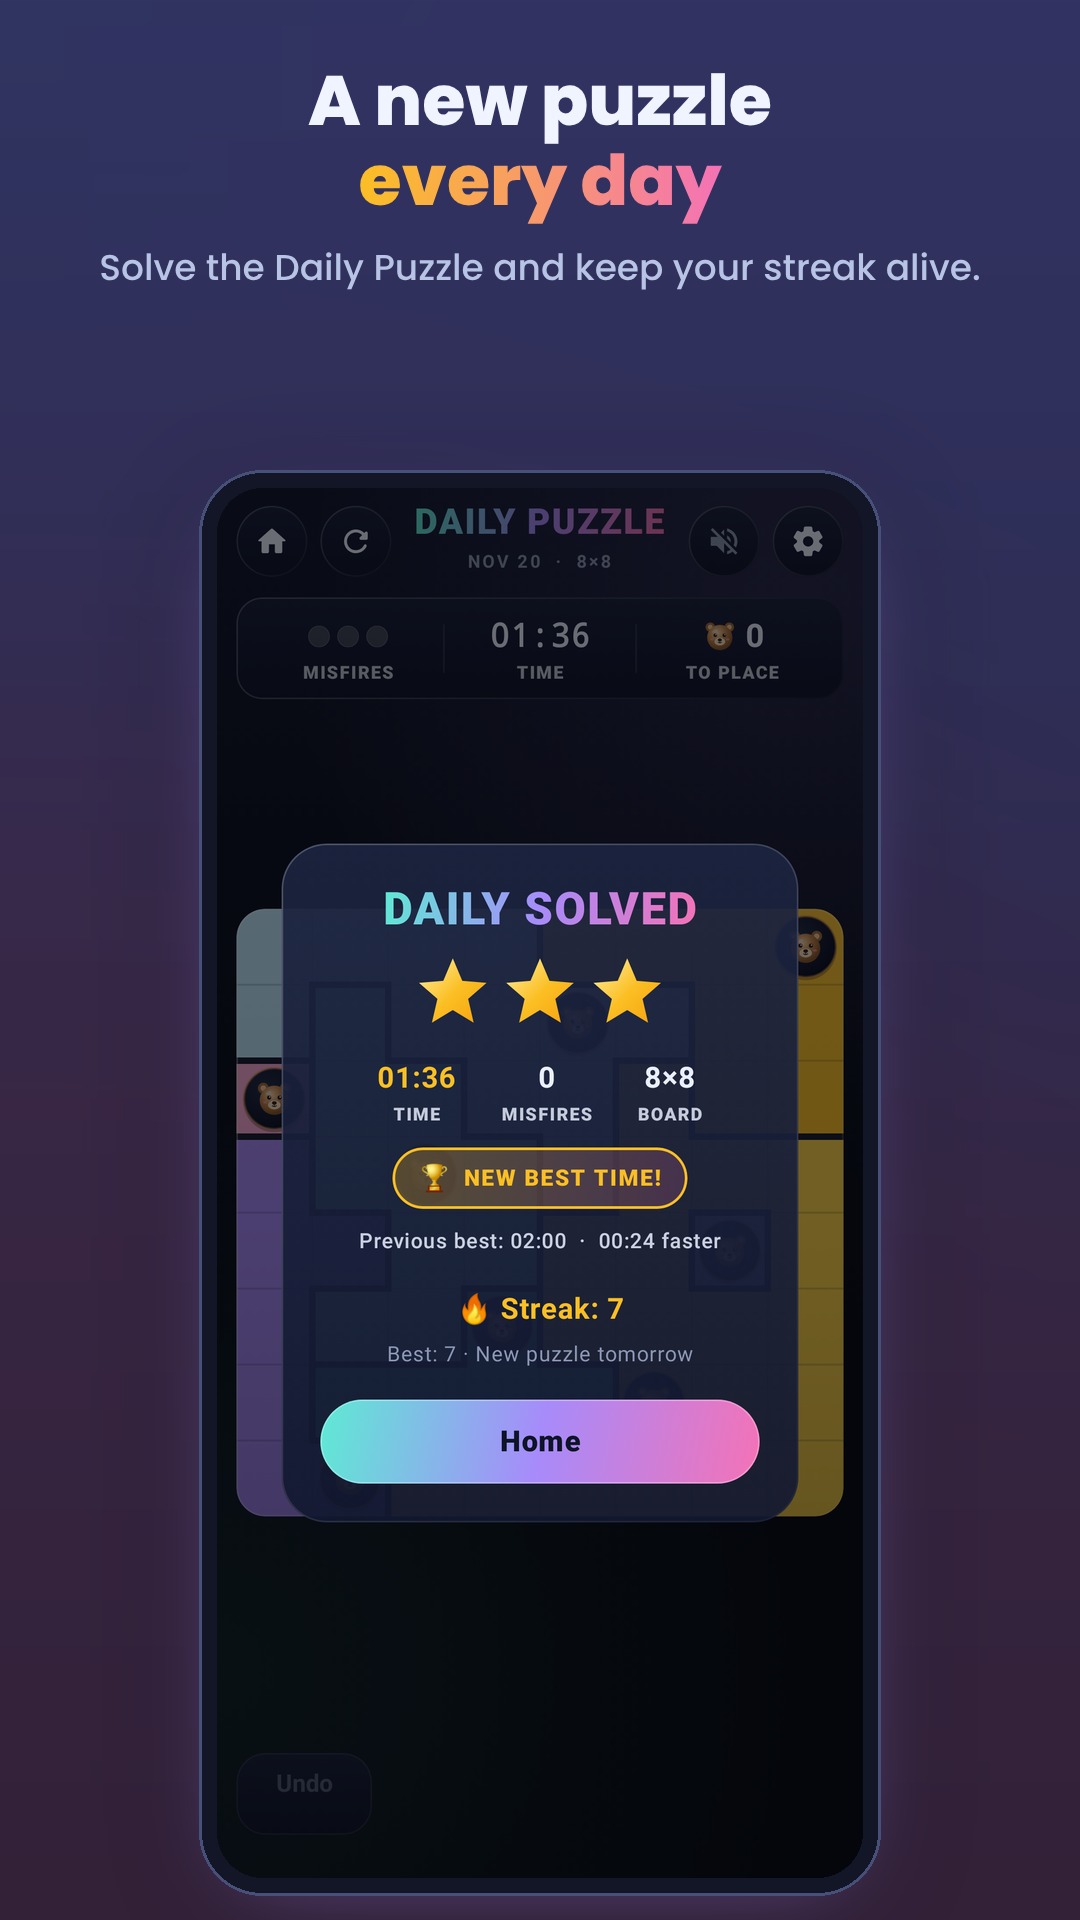 A new puzzle
every day
Solve the Daily Puzzle and keep your streak alive.
DAILY PUZZLE
NOV 20 · 8×8
01:36
0
MISFIRES
TIME
TO PLACE
DAILY SOLVED
01:36
0
8×8
TIME
MISFIRES
BOARD
NEW BEST TIME!
Previous best: 02:00 · 00:24 faster
Streak: 7
Best: 7 · New puzzle tomorrow
Home
Undo